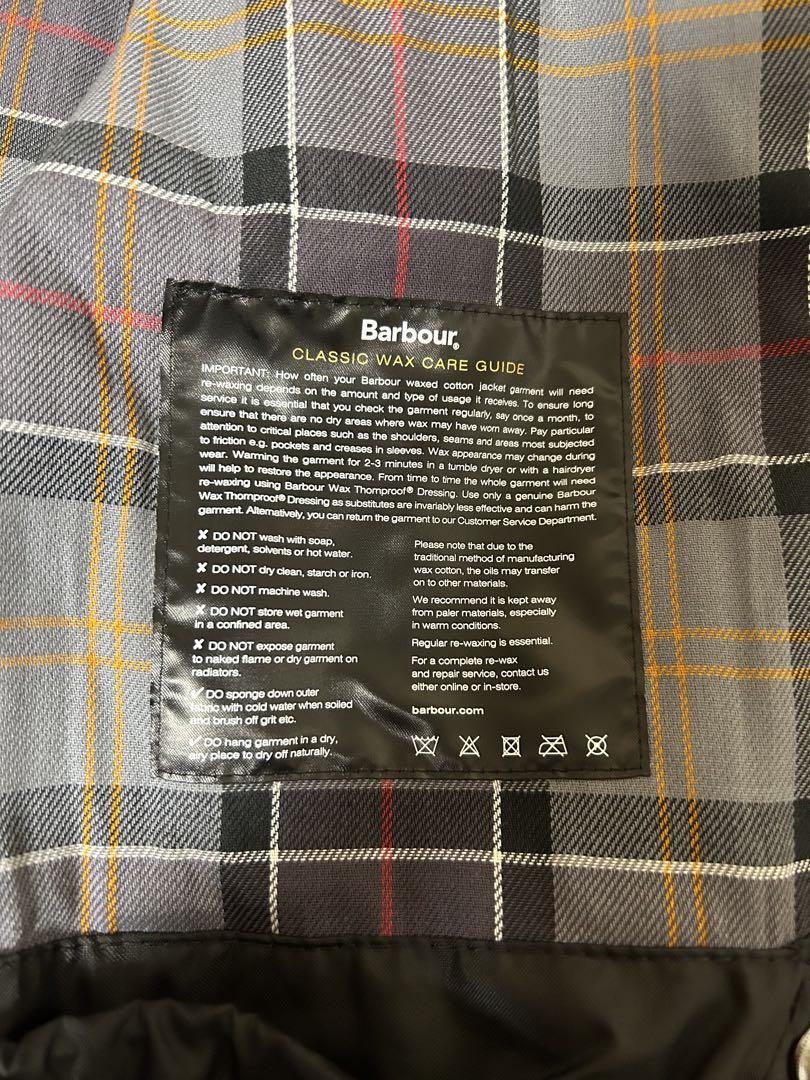 Barbour®
CLASSIC WAX CARE GUIDE
IMPORTANT: How often your Barbour waxed cotton jacket garment will need
re-waxing depends on the amount and type of usage it receives. To ensure long
service it is essential that you check the garment regularly, say once a month, to
ensure that there are no dry areas where wax may have worn away. Pay particular
attention to critical places such as the shoulders, seams and areas most subjected
to friction e.g. pockets and creases in sleeves. Wax appearance may change during
wear. Warming the garment for 2-3 minutes in a tumble dryer or with a hairdryer
will help to restore the appearance. From time to time the whole garment will need
re-waxing using Barbour Wax Thornproof® Dressing. Use only a genuine Barbour
Wax Thornproof® Dressing as substitutes are invariably less effective and can harm the
garment. Alternatively, you can return the garment to our Customer Service Department.
✗ DO NOT wash with soap,
detergent, solvents or hot water.
✗ DO NOT dry clean, starch or iron.
✗ DO NOT machine wash.
✗ DO NOT store wet garment
in a confined area.
✗ DO NOT expose garment
to naked flame or dry garment on
radiators.
✓ DO sponge down outer
fabric with cold water when soiled
and brush off grit etc.
✓ DO hang garment in a dry,
airy place to dry off naturally.
Please note that due to the
traditional method of manufacturing
wax cotton, the oils may transfer
on to other materials.
We recommend it is kept away
from paler materials, especially
in warm conditions.
Regular re-waxing is essential.
For a complete re-wax
and repair service, contact us
either online or in-store.
barbour.com